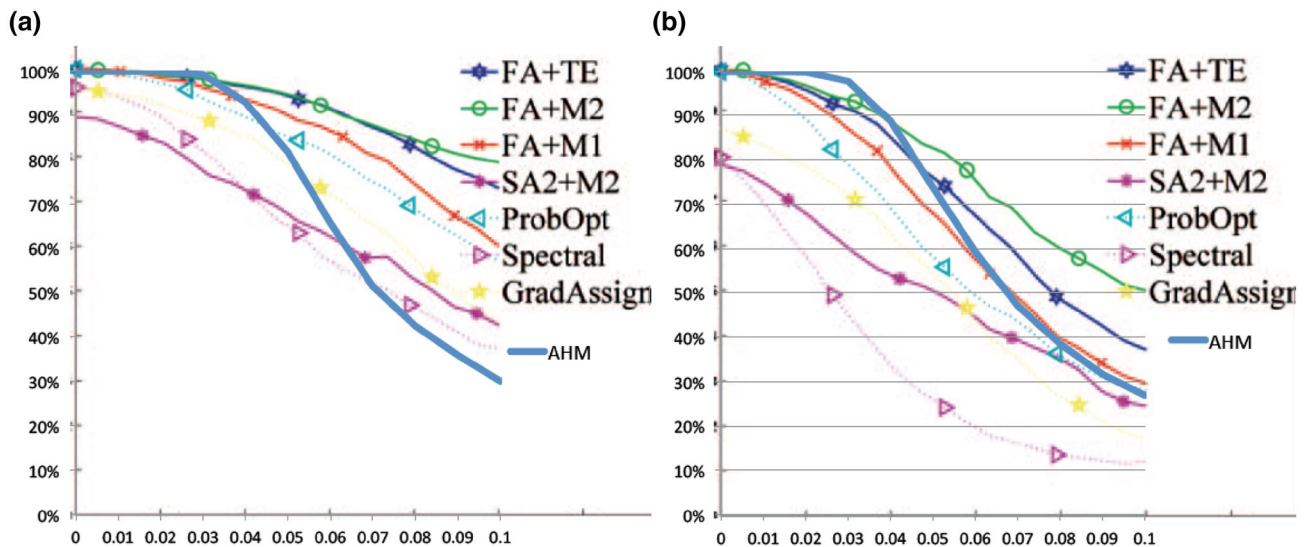 (a)
100%
90%
80%
70%
60%
50%
40%
30%
20%
10%
0%
0 0.01 0.02 0.03 0.04 0.05 0.06 0.07 0.08 0.09 0.1
FA+TE
FA+M2
FA+M1
SA2+M2
ProbOpt
Spectral
GradAssign
AHM
(b)
100%
90%
80%
70%
60%
50%
40%
30%
20%
10%
0%
0 0.01 0.02 0.03 0.04 0.05 0.06 0.07 0.08 0.09 0.1
FA+TE
FA+M2
FA+M1
SA2+M2
ProbOpt
Spectral
GradAssign
AHM